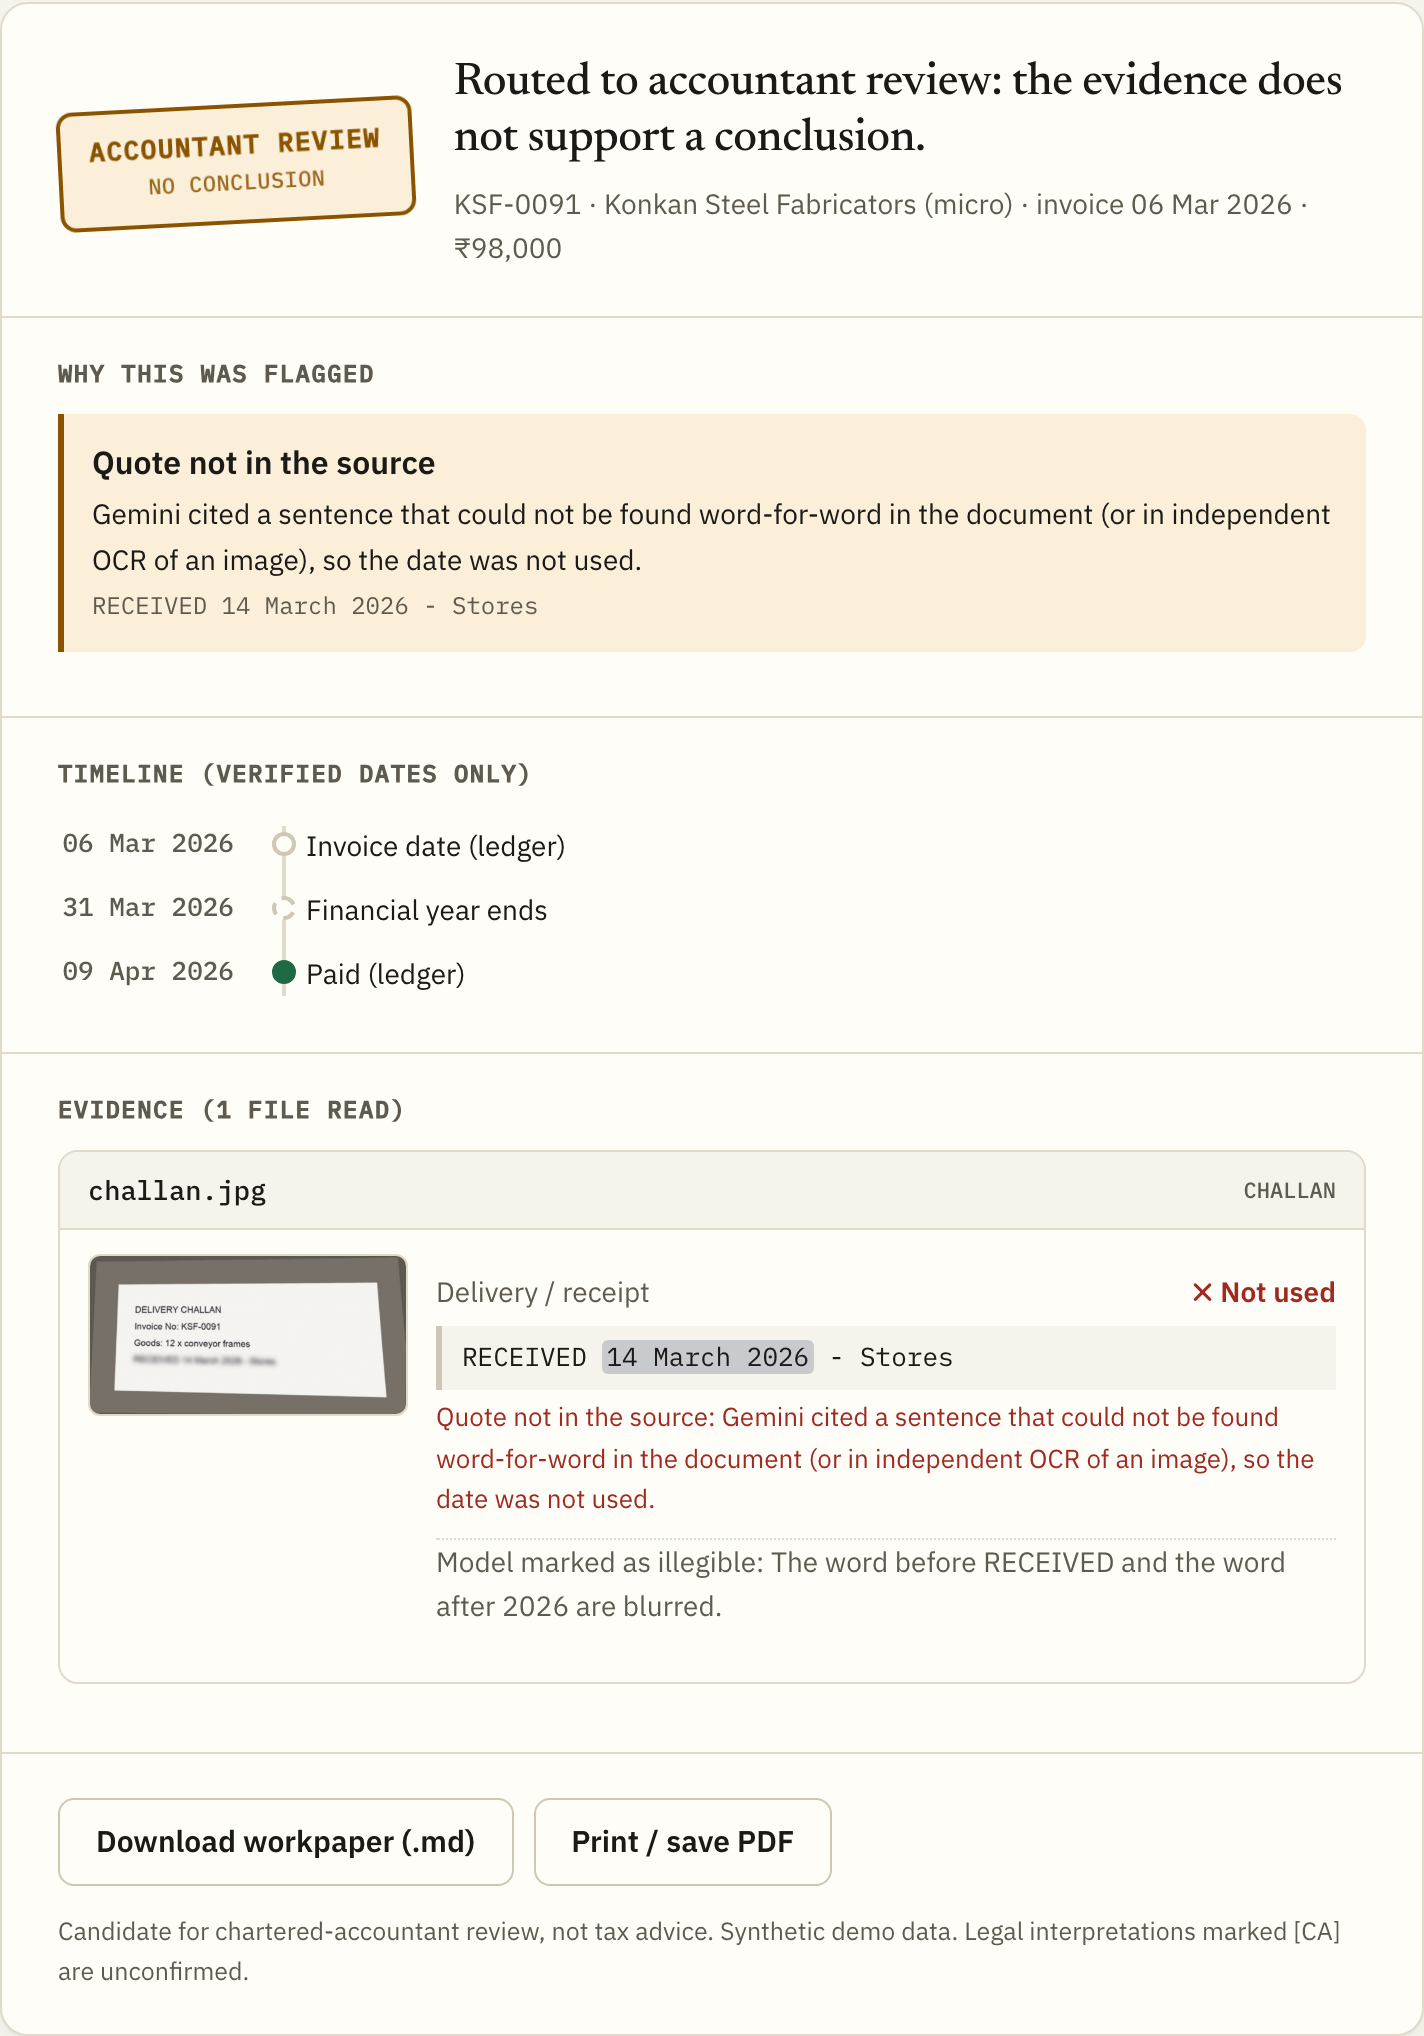 ACCOUNTANT REVIEW
NO CONCLUSION
Routed to accountant review: the evidence does
not support a conclusion.
KSF-0091 · Konkan Steel Fabricators (micro) · invoice 06 Mar 2026 ·
₹98,000
WHY THIS WAS FLAGGED
Quote not in the source
Gemini cited a sentence that could not be found word-for-word in the document (or in independent
OCR of an image), so the date was not used.
RECEIVED 14 March 2026 - Stores
TIMELINE (VERIFIED DATES ONLY)
06 Mar 2026 Invoice date (ledger)
31 Mar 2026 Financial year ends
09 Apr 2026 Paid (ledger)
EVIDENCE (1 FILE READ)
challan.jpg CHALLAN
DELIVERY CHALLAN
Invoice No: KSF-0091
Goods: 12 x conveyor frames
Delivery / receipt ✕ Not used
RECEIVED 14 March 2026 - Stores
Quote not in the source: Gemini cited a sentence that could not be found
word-for-word in the document (or in independent OCR of an image), so the
date was not used.
Model marked as illegible: The word before RECEIVED and the word
after 2026 are blurred.
Download workpaper (.md) Print / save PDF
Candidate for chartered-accountant review, not tax advice. Synthetic demo data. Legal interpretations marked [CA]
are unconfirmed.